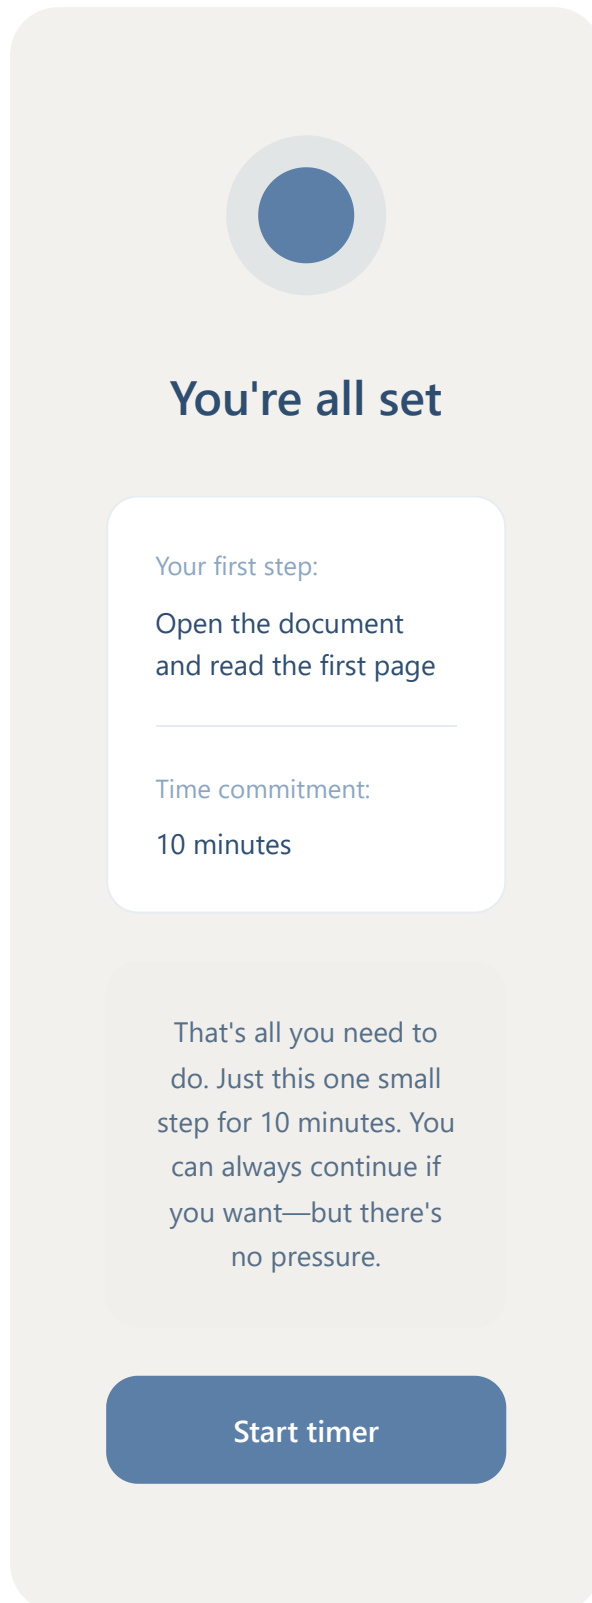 You're all set
Your first step:
Open the document
and read the first page
Time commitment:
10 minutes
That's all you need to
do. Just this one small
step for 10 minutes. You
can always continue if
you want—but there's
no pressure.
Start timer